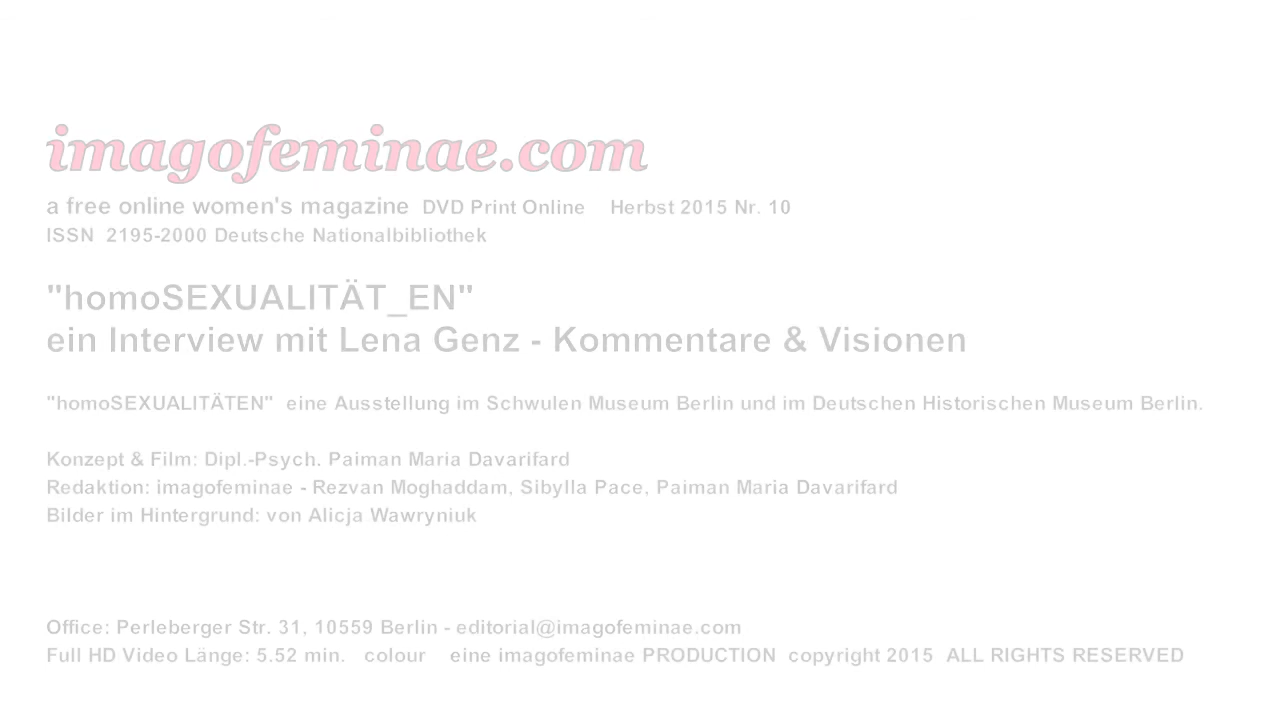 imagofeminae.com
a free online women's magazine DVD Print Online Herbst 2015 Nr. 10
ISSN 2195-2000 Deutsche Nationalbibliothek
"homoSEXUALITÄT_EN"
ein Interview mit Lena Genz - Kommentare & Visionen
"homoSEXUALITÄTEN" eine Ausstellung im Schwulen Museum Berlin und im Deutschen Historischen Museum Berlin.
Konzept & Film: Dipl.-Psych. Paiman Maria Davarifard
Redaktion: imagofeminae - Rezvan Moghaddam, Sibylla Pace, Paiman Maria Davarifard
Bilder im Hintergrund: von Alicja Wawryniuk
Office: Perleberger Str. 31, 10559 Berlin - editorial@imagofeminae.com
Full HD Video Länge: 5.52 min. colour eine imagofeminae PRODUCTION copyright 2015 ALL RIGHTS RESERVED